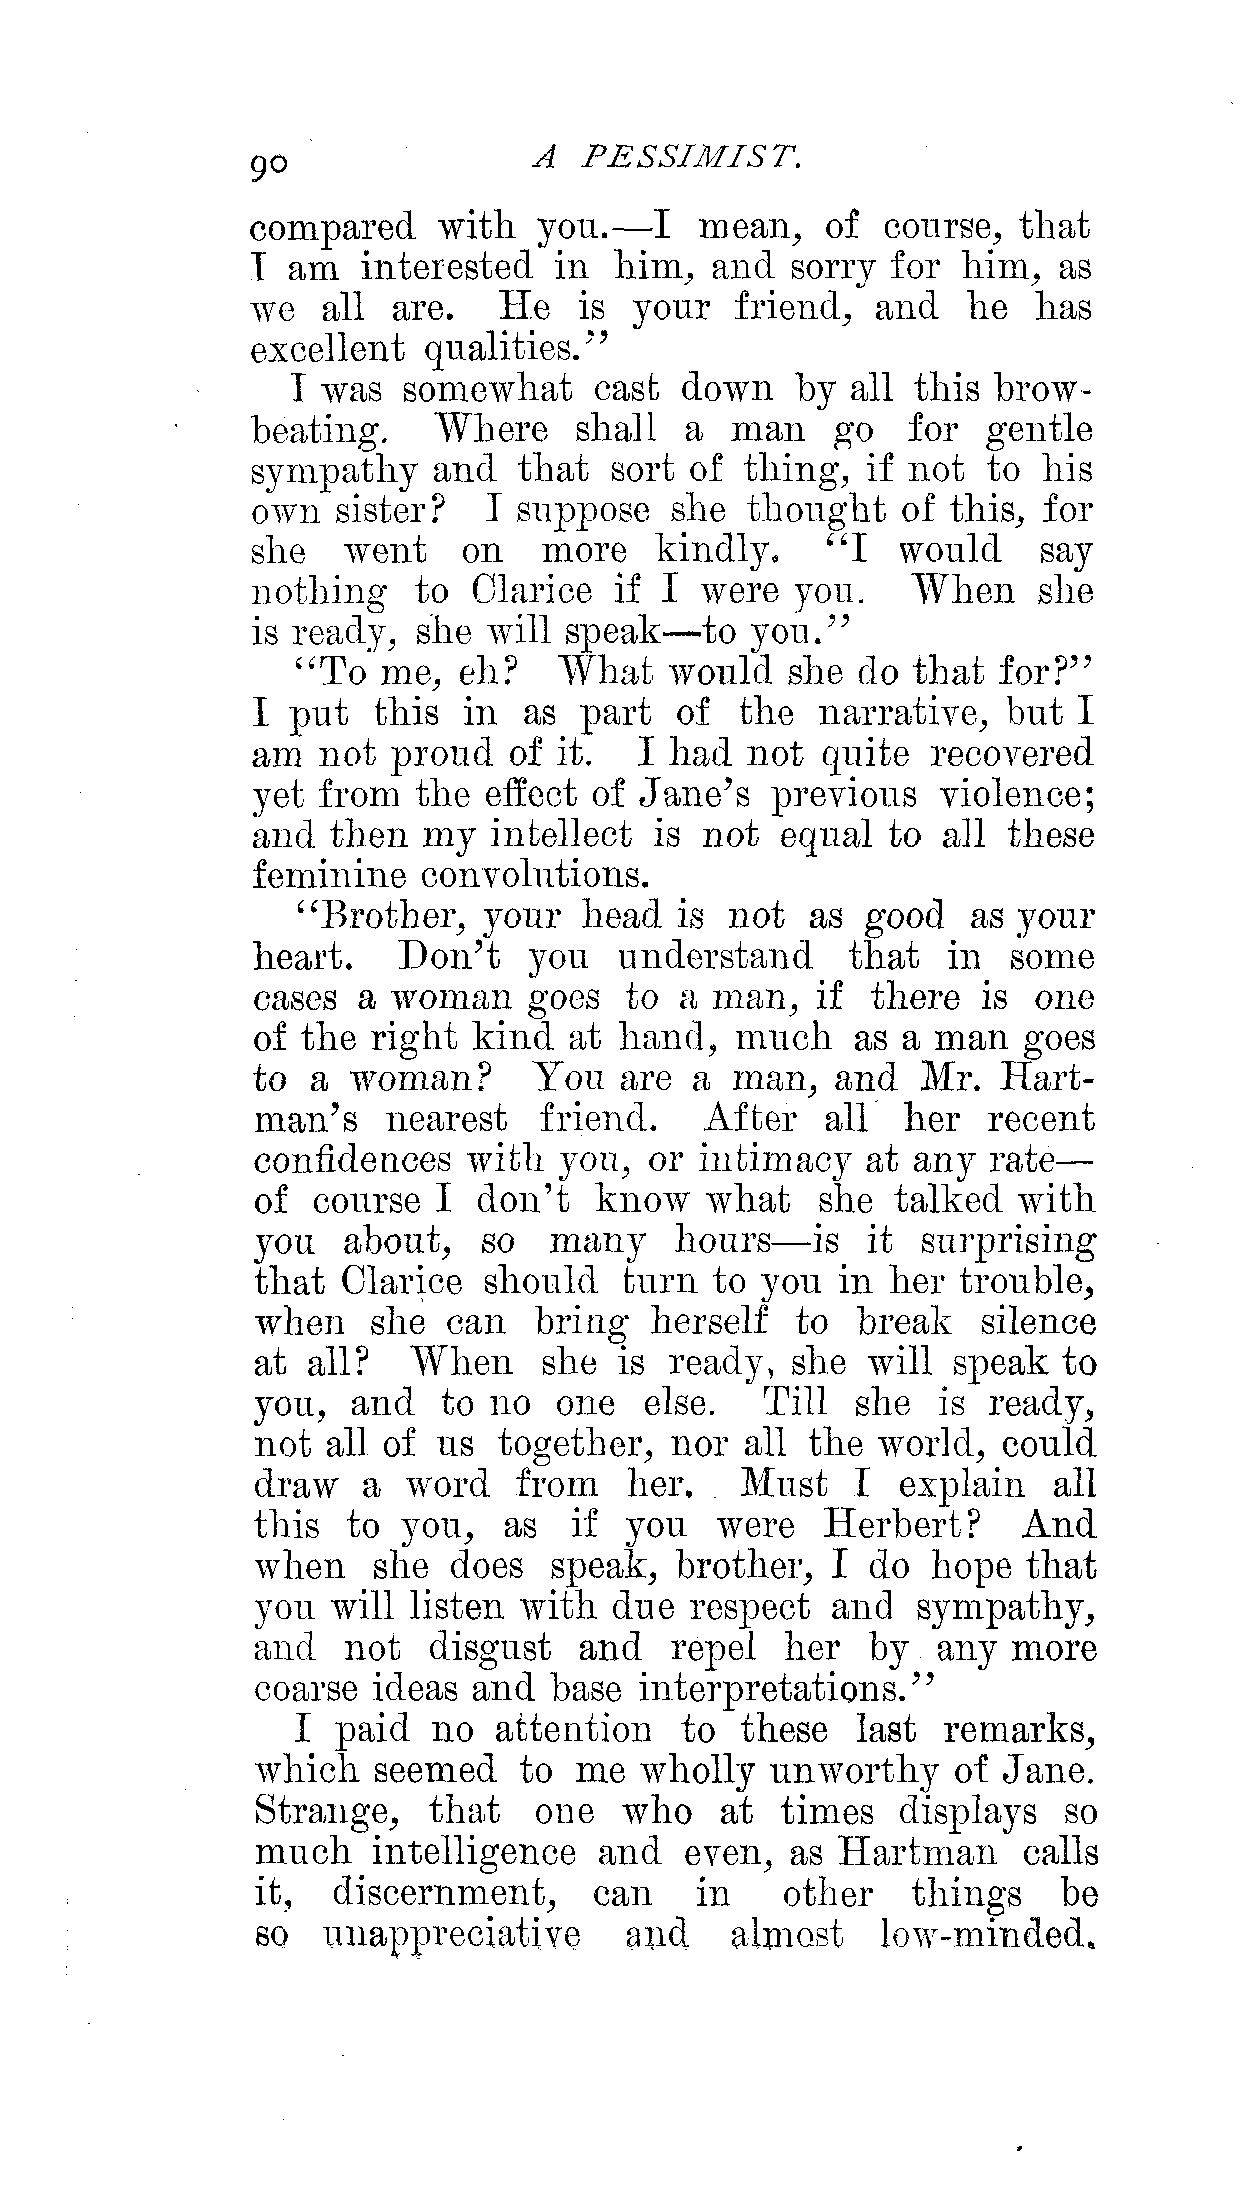 90 A PESSIMIST.
compared with you.—I mean, of course, that
I am interested in him, and sorry for him, as
we all are. He is your friend, and he has
excellent qualities."
I was somewhat cast down by all this brow-
beating. Where shall a man go for gentle
sympathy and that sort of thing, if not to his
own sister? I suppose she thought of this, for
she went on more kindly. "I would say
nothing to Clarice if I were you. When she
is ready, she will speak—to you."
"To me, eh? What would she do that for?"
I put this in as part of the narrative, but I
am not proud of it. I had not quite recovered
yet from the effect of Jane's previous violence;
and then my intellect is not equal to all these
feminine convolutions.
"Brother, your head is not as good as your
heart. Don't you understand that in some
cases a woman goes to a man, if there is one
of the right kind at hand, much as a man goes
to a woman? You are a man, and Mr. Hart-
man's nearest friend. After all her recent
confidences with you, or intimacy at any rate—
of course I don't know what she talked with
you about, so many hours—is it surprising
that Clarice should turn to you in her trouble,
when she can bring herself to break silence
at all? When she is ready, she will speak to
you, and to no one else. Till she is ready,
not all of us together, nor all the world, could
draw a word from her. Must I explain all
this to you, as if you were Herbert? And
when she does speak, brother, I do hope that
you will listen with due respect and sympathy,
and not disgust and repel her by any more
coarse ideas and base interpretations."
I paid no attention to these last remarks,
which seemed to me wholly unworthy of Jane.
Strange, that one who at times displays so
much intelligence and even, as Hartman calls
it, discernment, can in other things be
so unappreciative and almost low-minded.